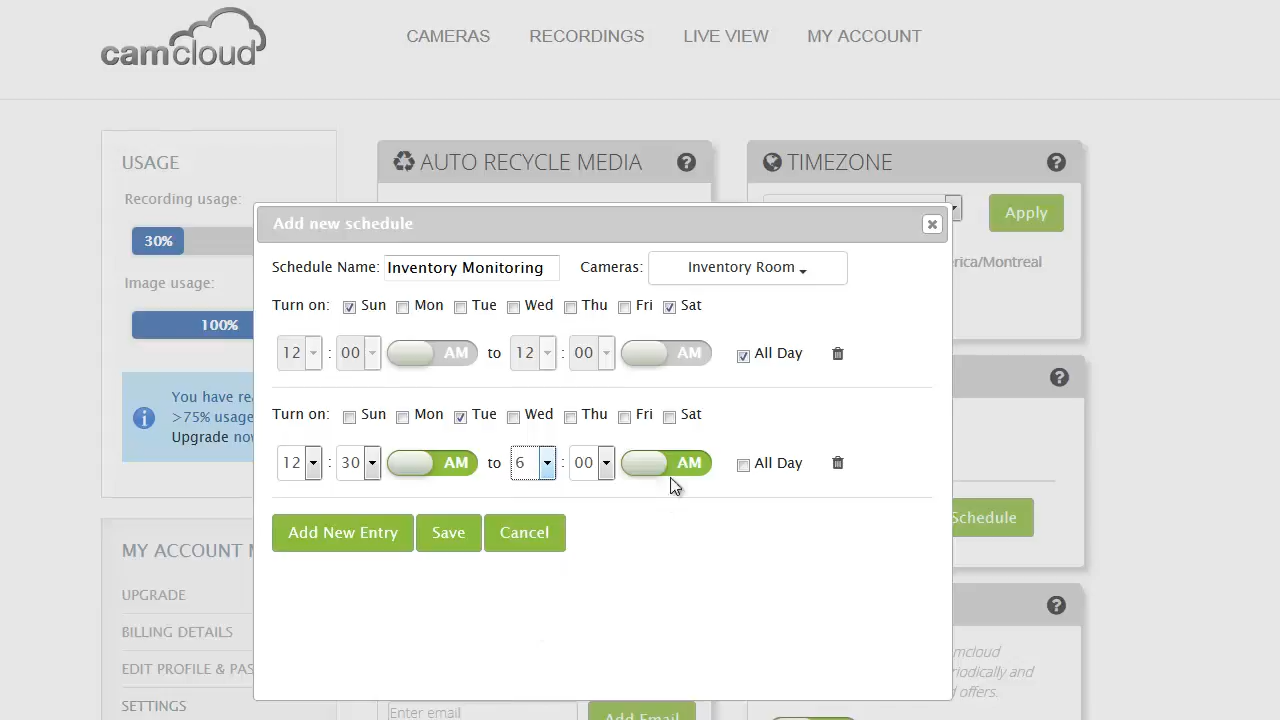 camcloud
CAMERAS RECORDINGS LIVE VIEW MY ACCOUNT
USAGE
Recording usage:
30%
Image usage:
100%
You have re
>75% usage
Upgrade now
AUTO RECYCLE MEDIA ?
TIMEZONE ?
Apply
rica/Montreal
Add new schedule
Schedule Name: Inventory Monitoring Cameras: Inventory Room
Turn on: Sun Mon Tue Wed Thu Fri Sat
12 : 00 AM to 12 : 00 AM All Day
Turn on: Sun Mon Tue Wed Thu Fri Sat
12 : 30 AM to 6 : 00 AM All Day
Add New Entry Save Cancel
?
Schedule
?
mcloud
riodically and
d offers.
MY ACCOUNT M
UPGRADE
BILLING DETAILS
EDIT PROFILE & PAS
SETTINGS
Enter email
Add Email